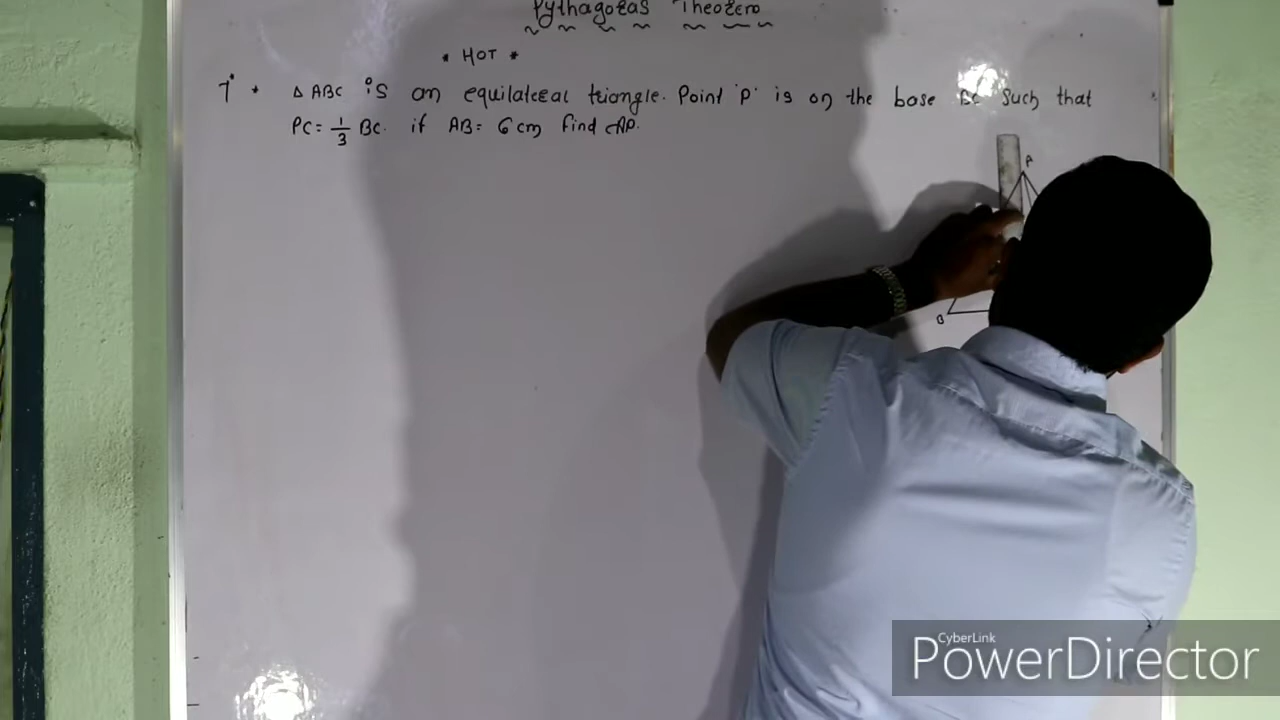 Pythagoras Theorem
* HOT *
7* * △ ABC is an equilateral triangle. Point 'P' is on the base BC such that
PC = 1/3 BC. if AB = 6 cm find AP.
A
B
CyberLink
PowerDirector